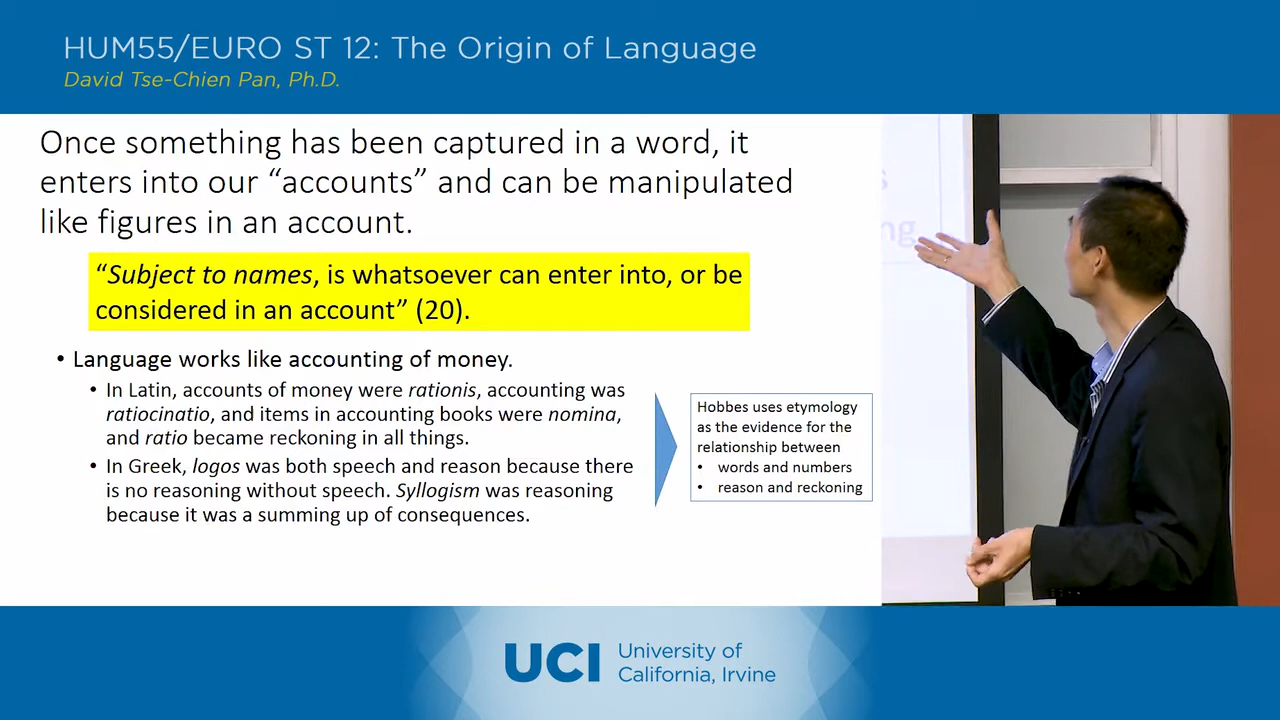 HUM55/EURO ST 12: The Origin of Language
David Tse-Chien Pan, Ph.D.
Once something has been captured in a word, it
enters into our “accounts” and can be manipulated
like figures in an account.
“Subject to names, is whatsoever can enter into, or be
considered in an account” (20).
• Language works like accounting of money.
• In Latin, accounts of money were rationis, accounting was
ratiocinatio, and items in accounting books were nomina,
and ratio became reckoning in all things.
• In Greek, logos was both speech and reason because there
is no reasoning without speech. Syllogism was reasoning
because it was a summing up of consequences.
Hobbes uses etymology
as the evidence for the
relationship between
• words and numbers
• reason and reckoning
UCI University of
California, Irvine